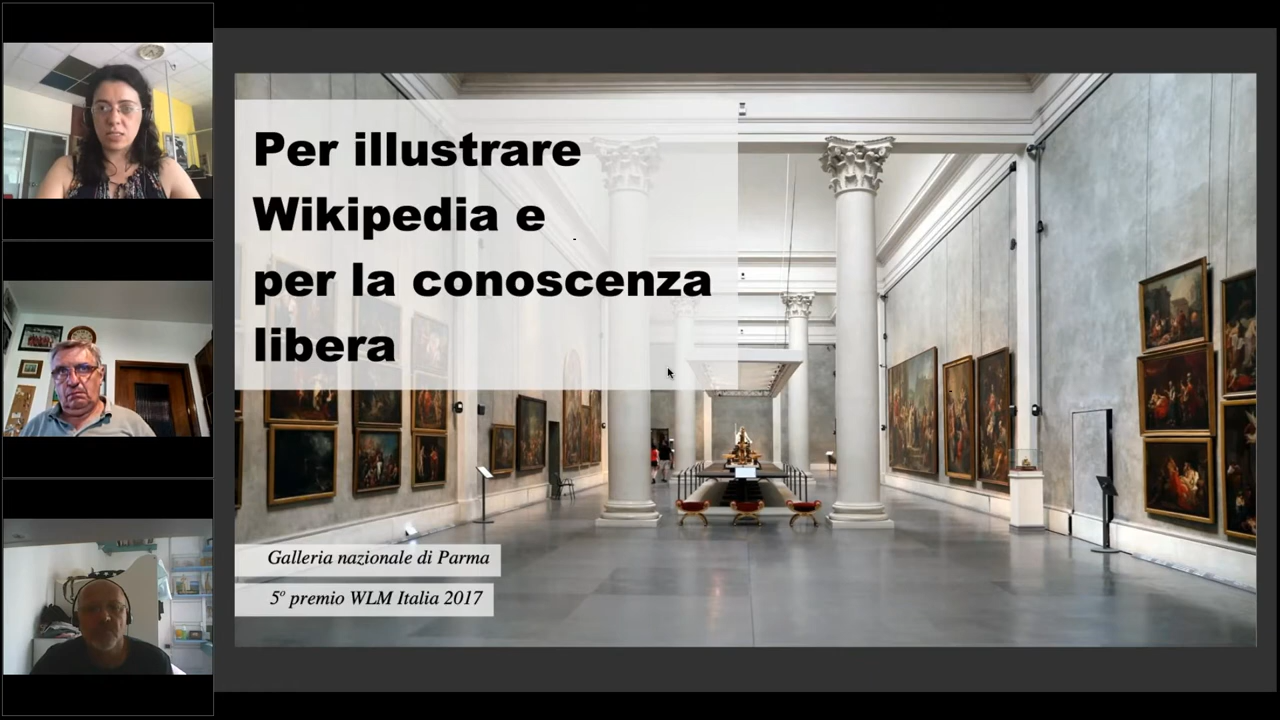 Per illustrare
Wikipedia e
per la conoscenza
libera
Galleria nazionale di Parma
5º premio WLM Italia 2017